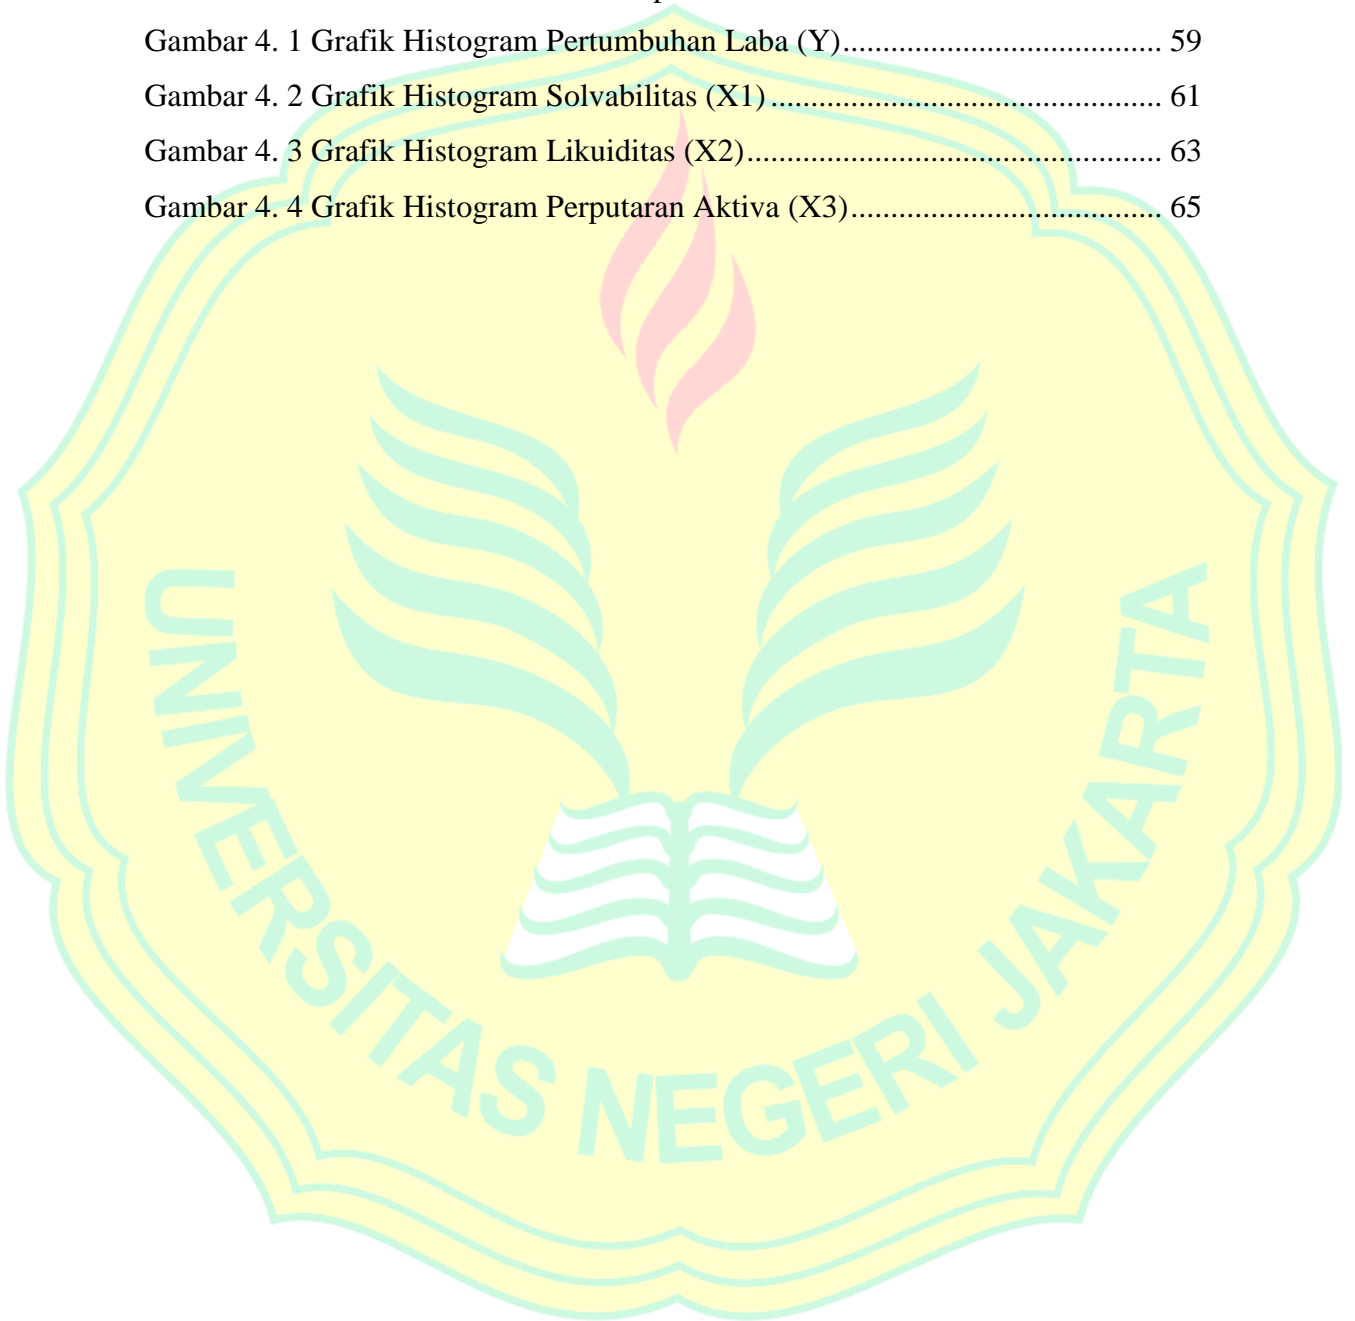 Gambar 4. 1 Grafik Histogram Pertumbuhan Laba (Y)....................................... 59
Gambar 4. 2 Grafik Histogram Solvabilitas (X1) ................................................ 61
Gambar 4. 3 Grafik Histogram Likuiditas (X2)................................................... 63
Gambar 4. 4 Grafik Histogram Perputaran Aktiva (X3)...................................... 65
UNIVERSITAS NEGERI JAKARTA